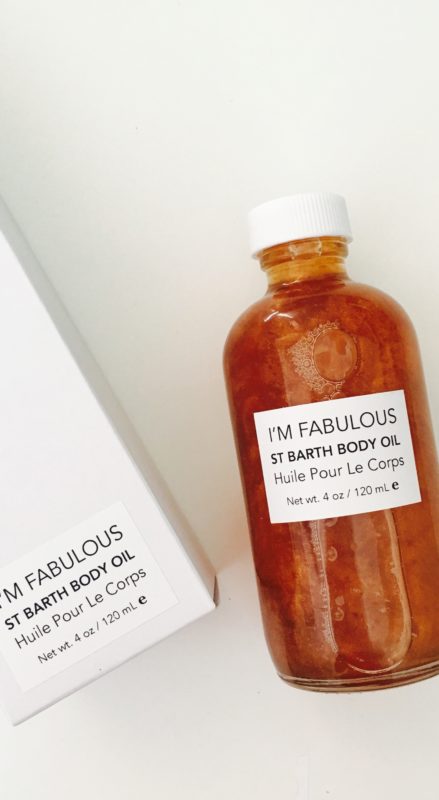 I'M FABULOUS
ST BARTH BODY OIL
Huile Pour Le Corps
Net wt. 4 oz / 120 mL e
I'M FABULOUS
ST BARTH BODY OIL
Huile Pour Le Corps
Net wt. 4 oz / 120 mL e